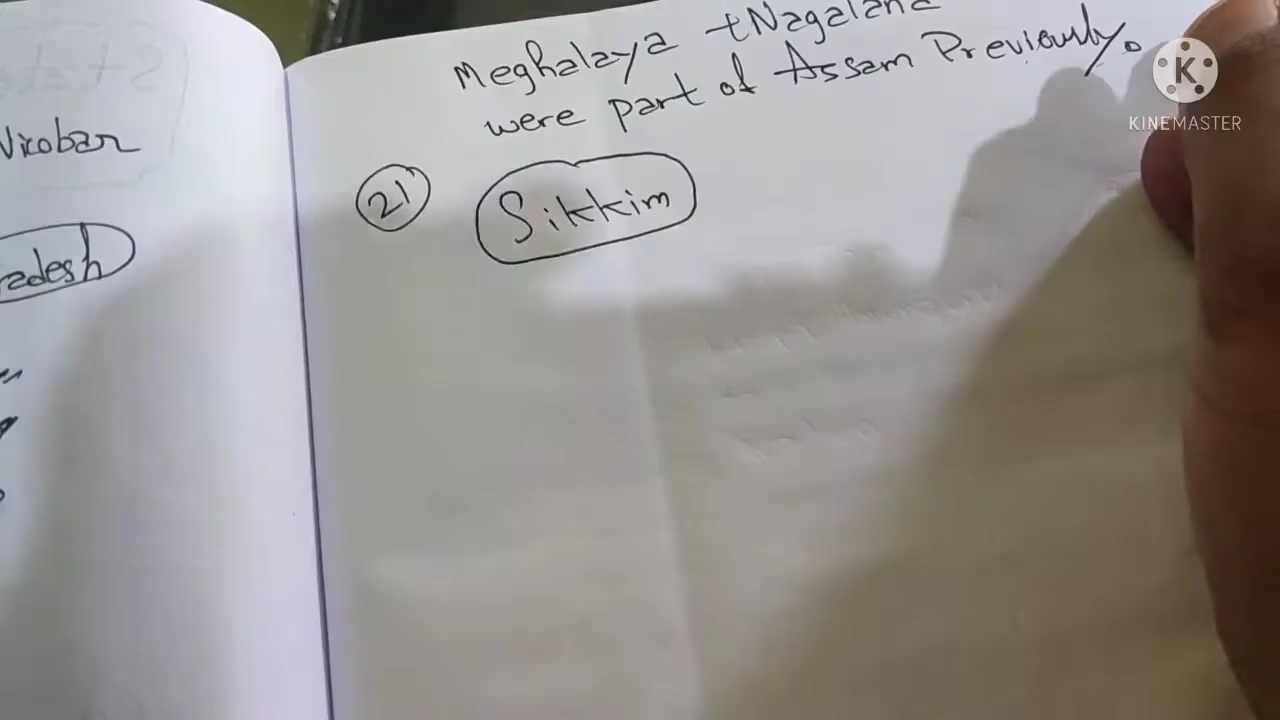 Nicobar
adesh
Meghalaya + Nagaland
were part of Assam Previously.
21 Sikkim
K
KINEMASTER